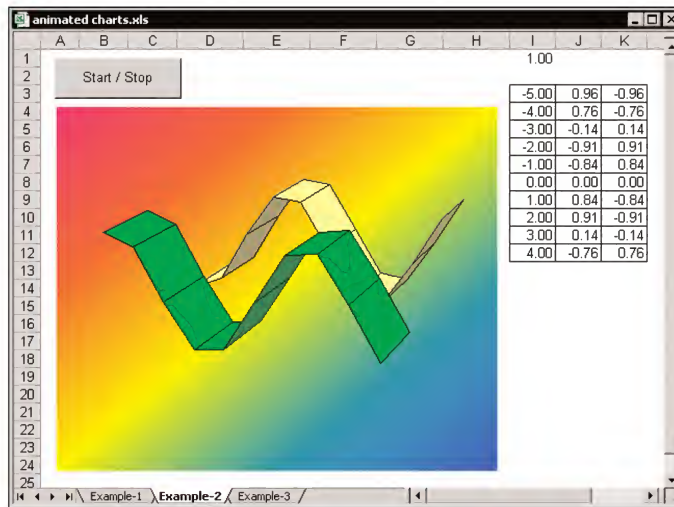 animated charts.xls
A B C D E F G H I J K
1 1.00
2
Start / Stop
3 -5.00 0.96 -0.96
4 -4.00 0.76 -0.76
5 -3.00 -0.14 0.14
6 -2.00 -0.91 0.91
7 -1.00 -0.84 0.84
8 0.00 0.00 0.00
9 1.00 0.84 -0.84
10 2.00 0.91 -0.91
11 3.00 0.14 -0.14
12 4.00 -0.76 0.76
13
14
15
16
17
18
19
20
21
22
23
24
25
Example-1 Example-2 Example-3